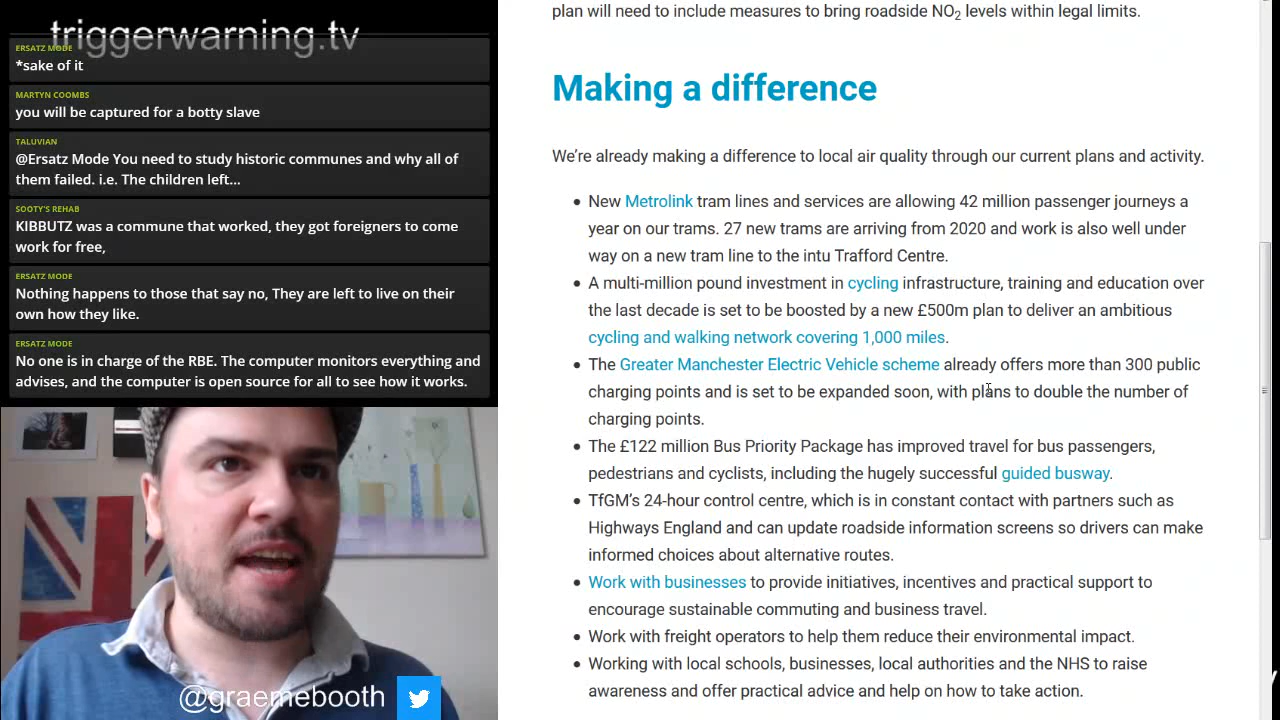 triggerwarning.tv
ERSATZ MODE
*sake of it
MARTYN COOMBS
you will be captured for a botty slave
TALUVIAN
@Ersatz Mode You need to study historic communes and why all of
them failed. i.e. The children left...
SOOTY'S REHAB
KIBBUTZ was a commune that worked, they got foreigners to come
work for free,
ERSATZ MODE
Nothing happens to those that say no, They are left to live on their
own how they like.
ERSATZ MODE
No one is in charge of the RBE. The computer monitors everything and
advises, and the computer is open source for all to see how it works.
@graemebooth
plan will need to include measures to bring roadside NO₂ levels within legal limits.
Making a difference
We're already making a difference to local air quality through our current plans and activity.
• New Metrolink tram lines and services are allowing 42 million passenger journeys a
year on our trams. 27 new trams are arriving from 2020 and work is also well under
way on a new tram line to the intu Trafford Centre.
• A multi-million pound investment in cycling infrastructure, training and education over
the last decade is set to be boosted by a new £500m plan to deliver an ambitious
cycling and walking network covering 1,000 miles.
• The Greater Manchester Electric Vehicle scheme already offers more than 300 public
charging points and is set to be expanded soon, with plans to double the number of
charging points.
• The £122 million Bus Priority Package has improved travel for bus passengers,
pedestrians and cyclists, including the hugely successful guided busway.
• TfGM's 24-hour control centre, which is in constant contact with partners such as
Highways England and can update roadside information screens so drivers can make
informed choices about alternative routes.
• Work with businesses to provide initiatives, incentives and practical support to
encourage sustainable commuting and business travel.
• Work with freight operators to help them reduce their environmental impact.
• Working with local schools, businesses, local authorities and the NHS to raise
awareness and offer practical advice and help on how to take action.